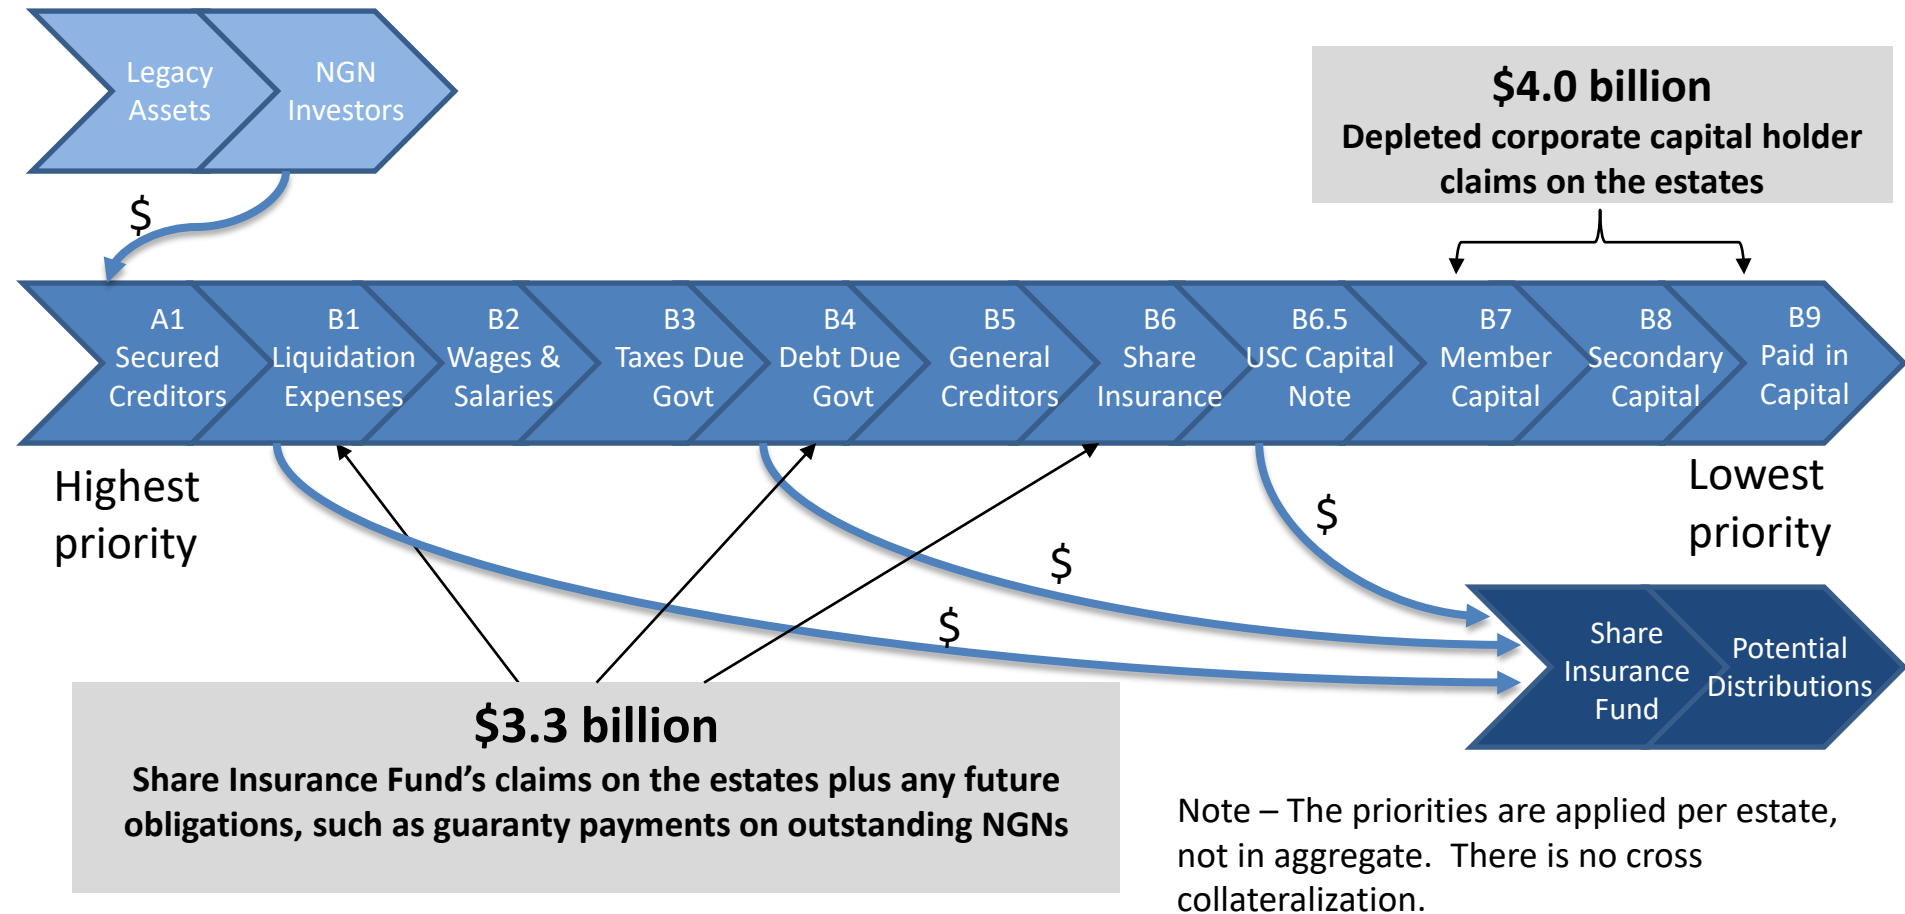 Legacy
Assets
NGN
Investors
$4.0 billion
Depleted corporate capital holder
claims on the estates
$
A1
Secured
Creditors
B1
Liquidation
Expenses
B2
Wages &
Salaries
B3
Taxes Due
Govt
B4
Debt Due
Govt
B5
General
Creditors
B6
Share
Insurance
B6.5
USC Capital
Note
B7
Member
Capital
B8
Secondary
Capital
B9
Paid in
Capital
Highest
priority
Lowest
priority
$
$
$
Share
Insurance
Fund
Potential
Distributions
$3.3 billion
Share Insurance Fund’s claims on the estates plus any future
obligations, such as guaranty payments on outstanding NGNs
Note – The priorities are applied per estate,
not in aggregate.  There is no cross
collateralization.